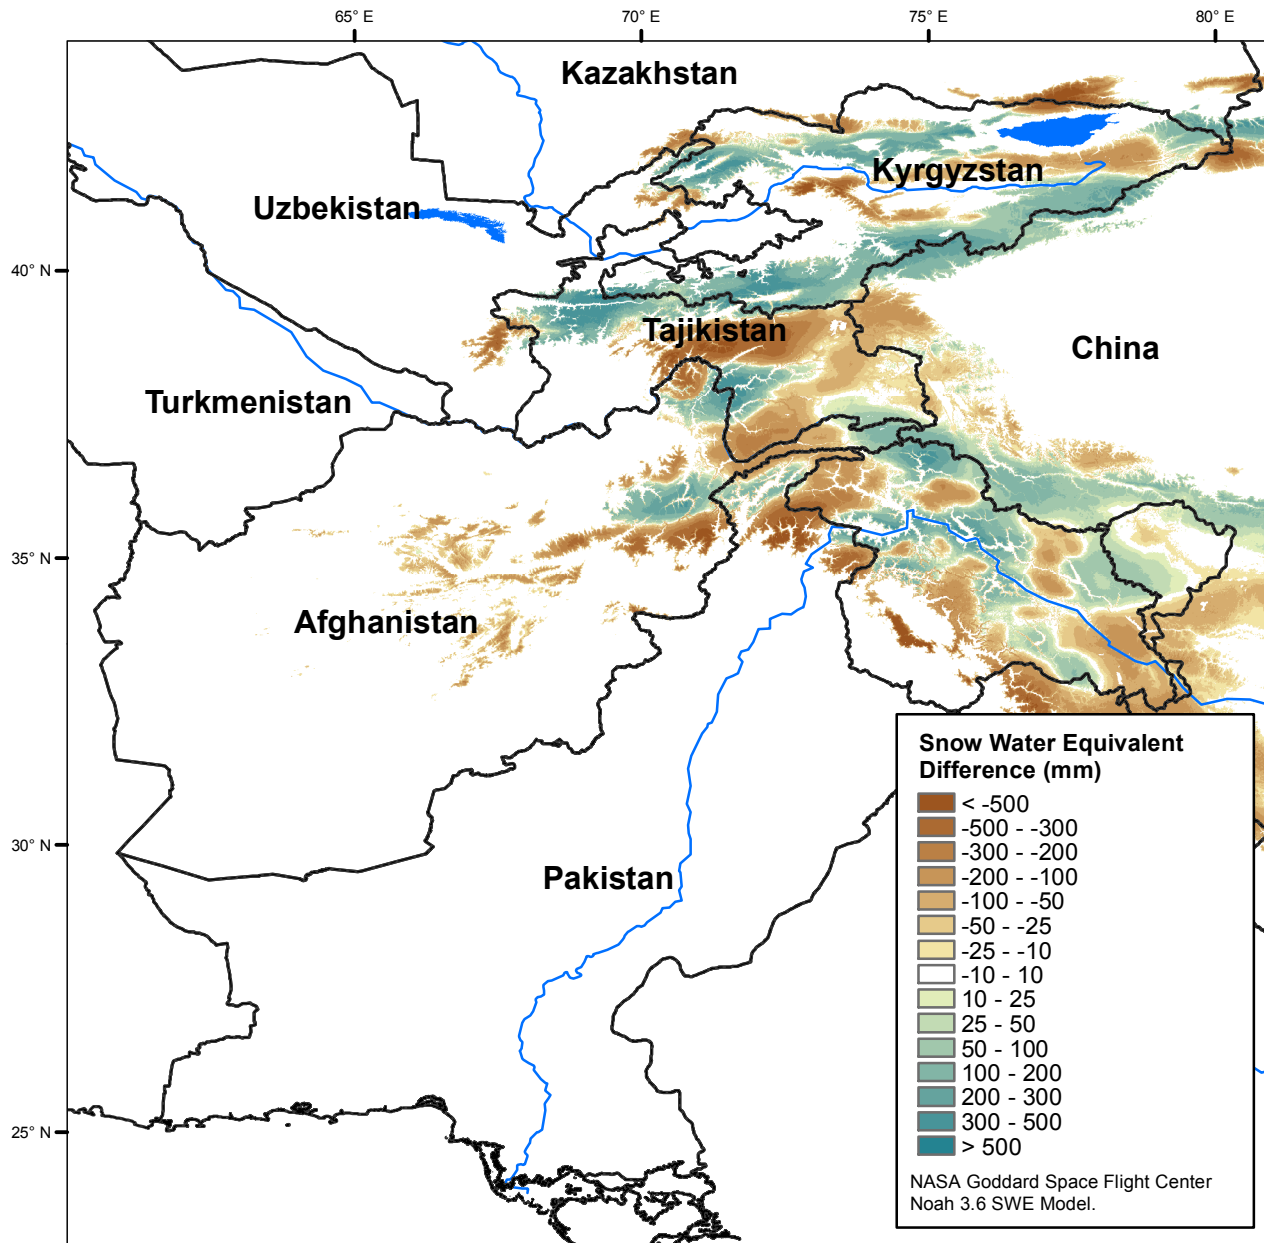 65° E
70° E
75° E
80° E
Kazakhstan
Kyrgyzstan
Uzbekistan
40° N
Tajikistan
China
Turkmenistan
35° N
Afghanistan
Snow Water Equivalent
Difference (mm)
< -500
-500 - -300
-300 - -200
-200 - -100
-100 - -50
-50 - -25
-25 - -10
-10 - 10
10 - 25
25 - 50
50 - 100
100 - 200
200 - 300
300 - 500
> 500
NASA Goddard Space Flight Center
Noah 3.6 SWE Model.
30° N
Pakistan
25° N